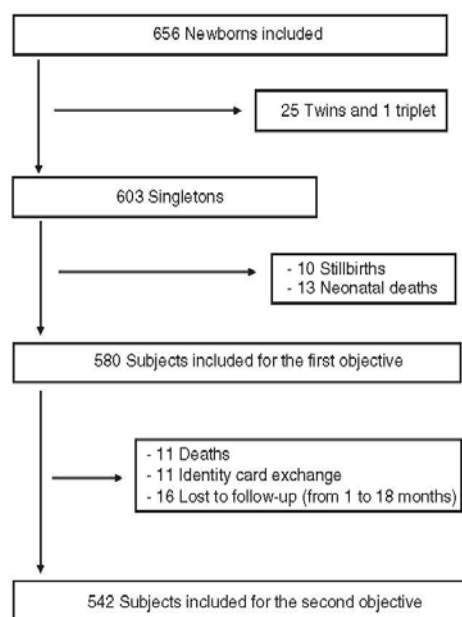 656 Newborns included
25 Twins and 1 triplet
603 Singletons
- 10 Stillbirths
- 13 Neonatal deaths
580 Subjects included for the first objective
- 11 Deaths
- 11 Identity card exchange
- 16 Lost to follow-up (from 1 to 18 months)
542 Subjects included for the second objective